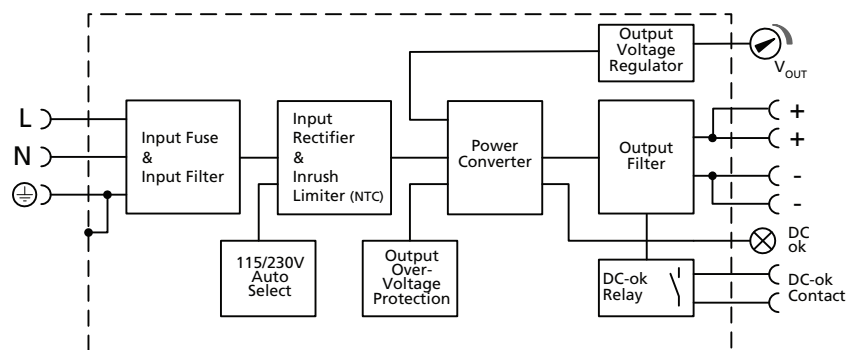 Output
Voltage
Regulator
VOUT
L
N
Input Fuse
&
Input Filter
Input
Rectifier
&
Inrush
Limiter (NTC)
Power
Converter
Output
Filter
+
+
-
-
DC
ok
115/230V
Auto
Select
Output
Over-
Voltage
Protection
DC-ok
Relay
DC-ok
Contact